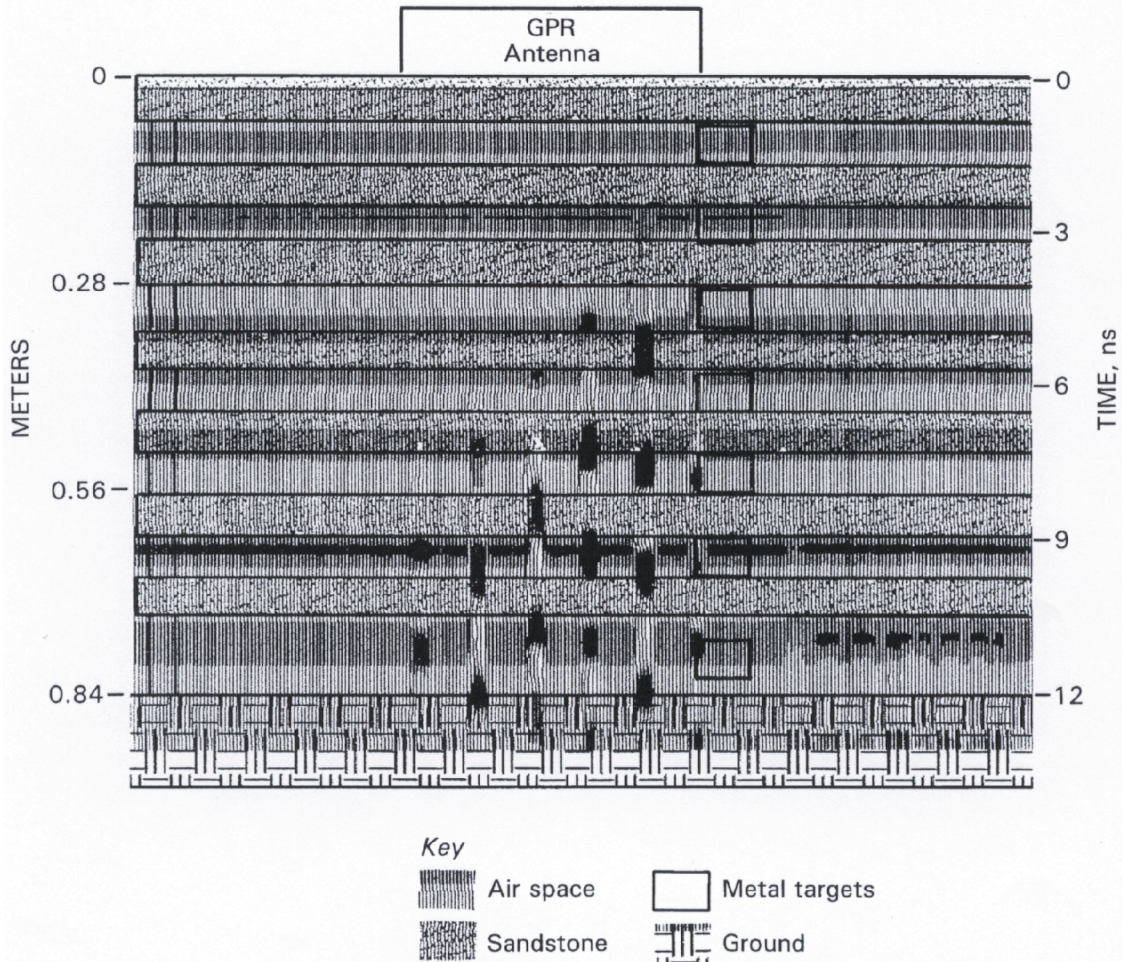 GPR
Antenna
0
0
3
0.28
METERS
TIME, ns
6
0.56
9
0.84
12
Key
Air space
Metal targets
Sandstone
Ground